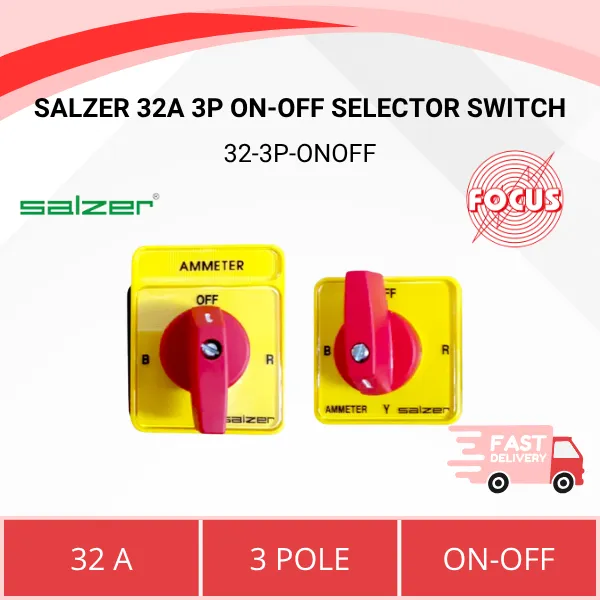 SALZER 32A 3P ON-OFF SELECTOR SWITCH
32-3P-ONOFF
salzer®
FOCUS
AMMETER
OFF
B R
salzer
FF
B R
AMMETER Y salzer
FAST
DELIVERY
32 A
3 POLE
ON-OFF